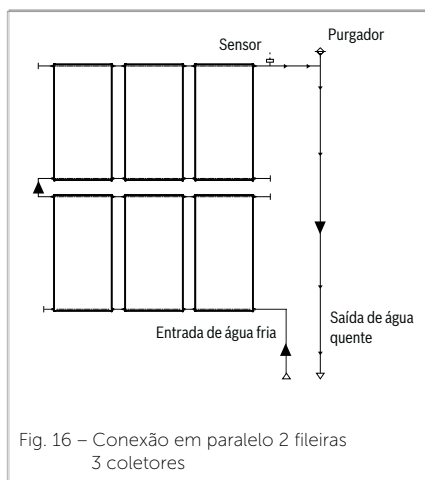 Sensor
Purgador
Entrada de água fria
Saída de água
quente
Fig. 16 – Conexão em paralelo 2 fileiras
3 coletores